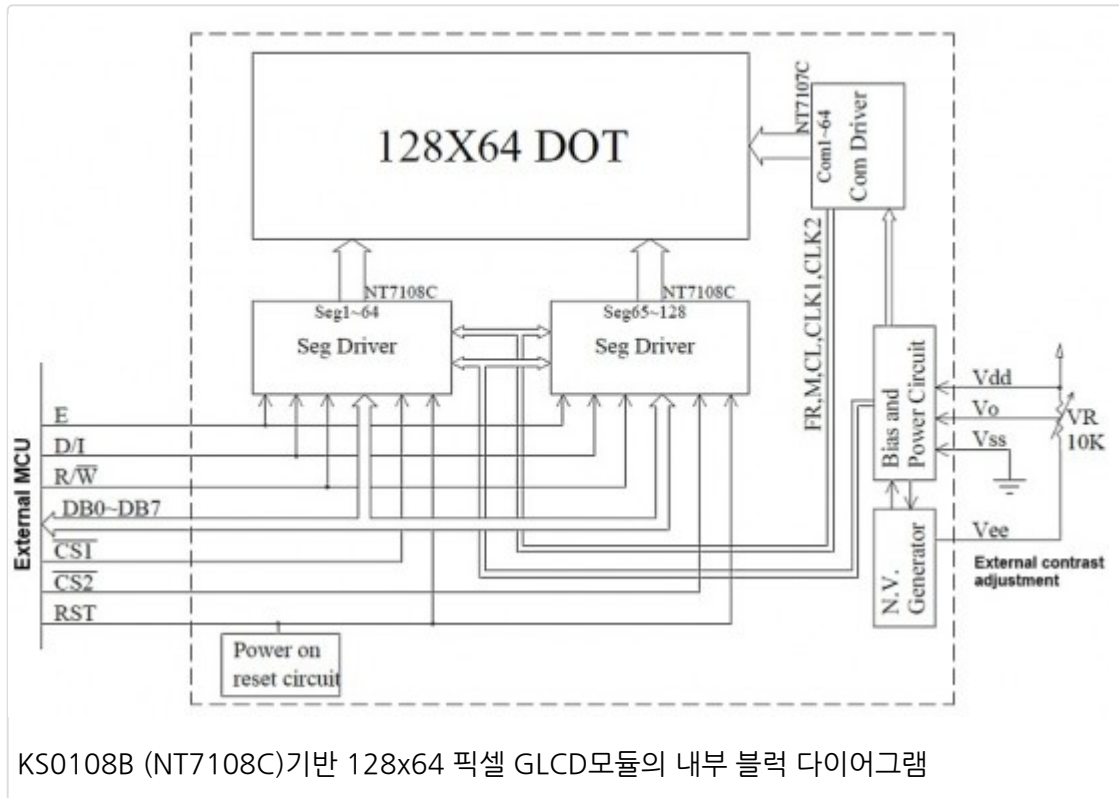 128X64 DOT
NT7107C
Com1~64
Com Driver
FR,M,CL,CLK1,CLK2
NT7108C
Seg1~64
Seg Driver
NT7108C
Seg65~128
Seg Driver
External MCU
E
D/I
R/W
DB0~DB7
CS1
CS2
RST
Power on
reset circuit
Bias and
Power Circuit
N.V.
Generator
Vdd
Vo
Vss
Vee
VR
10K
External contrast
adjustment
KS0108B (NT7108C)기반 128x64 픽셀 GLCD모듈의 내부 블럭 다이어그램